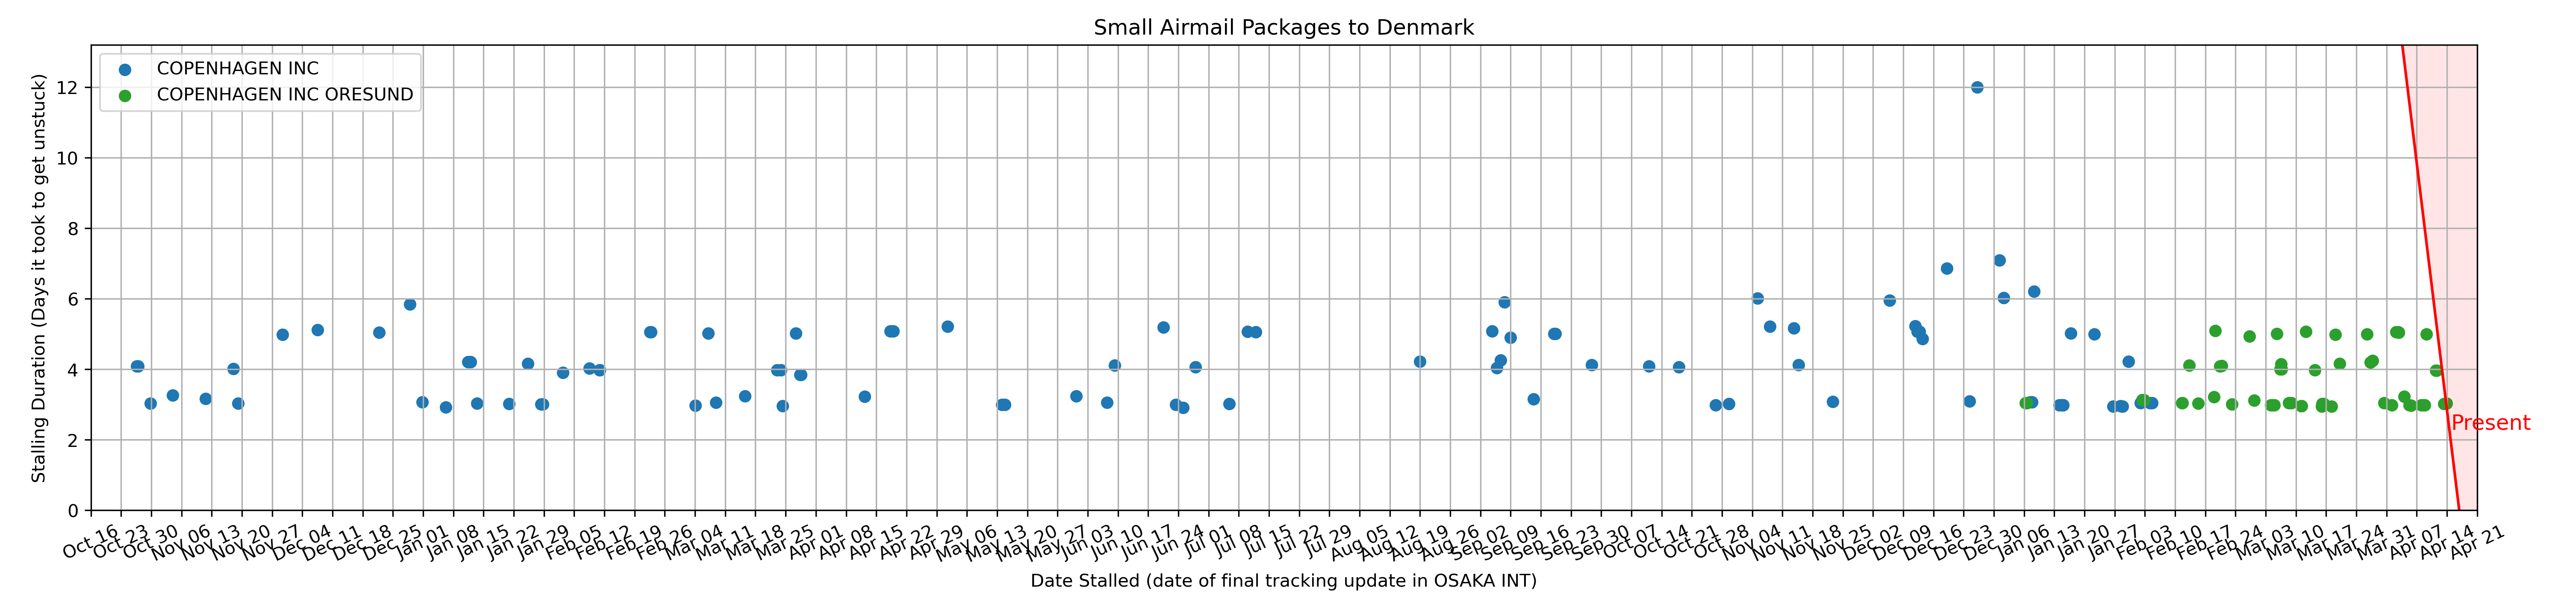 Small Airmail Packages to Denmark
COPENHAGEN INC
COPENHAGEN INC ORESUND
Stalling Duration (Days it took to get unstuck)
12
10
8
6
4
2
0
Present
Oct 16
Oct 23
Oct 30
Nov 06
Nov 13
Nov 20
Nov 27
Dec 04
Dec 11
Dec 18
Dec 25
Jan 01
Jan 08
Jan 15
Jan 22
Jan 29
Feb 05
Feb 12
Feb 19
Feb 26
Mar 04
Mar 11
Mar 18
Mar 25
Apr 01
Apr 08
Apr 15
Apr 22
Apr 29
May 06
May 13
May 20
May 27
Jun 03
Jun 10
Jun 17
Jun 24
Jul 01
Jul 08
Jul 15
Jul 22
Jul 29
Aug 05
Aug 12
Aug 19
Aug 26
Sep 02
Sep 09
Sep 16
Sep 23
Sep 30
Oct 07
Oct 14
Oct 21
Oct 28
Nov 04
Nov 11
Nov 18
Nov 25
Dec 02
Dec 09
Dec 16
Dec 23
Dec 30
Jan 06
Jan 13
Jan 20
Jan 27
Feb 03
Feb 10
Feb 17
Feb 24
Mar 03
Mar 10
Mar 17
Mar 24
Mar 31
Apr 07
Apr 14
Apr 21
Date Stalled (date of final tracking update in OSAKA INT)